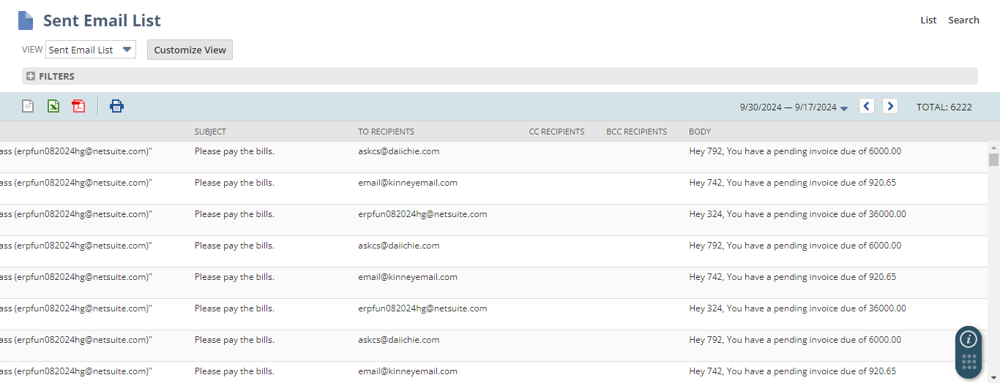 Sent Email List
List Search
VIEW Sent Email List Customize View
FILTERS
9/30/2024 — 9/17/2024 TOTAL: 6222
SUBJECT TO RECIPIENTS CC RECIPIENTS BCC RECIPIENTS BODY
ass (erpfun082024hg@netsuite.com)" Please pay the bills. askcs@daiichie.com Hey 792, You have a pending invoice due of 6000.00
ass (erpfun082024hg@netsuite.com)" Please pay the bills. email@kinneyemail.com Hey 742, You have a pending invoice due of 920.65
ass (erpfun082024hg@netsuite.com)" Please pay the bills. erpfun082024hg@netsuite.com Hey 324, You have a pending invoice due of 36000.00
ass (erpfun082024hg@netsuite.com)" Please pay the bills. askcs@daiichie.com Hey 792, You have a pending invoice due of 6000.00
ass (erpfun082024hg@netsuite.com)" Please pay the bills. email@kinneyemail.com Hey 742, You have a pending invoice due of 920.65
ass (erpfun082024hg@netsuite.com)" Please pay the bills. erpfun082024hg@netsuite.com Hey 324, You have a pending invoice due of 36000.00
ass (erpfun082024hg@netsuite.com)" Please pay the bills. askcs@daiichie.com Hey 792, You have a pending invoice due of 6000.00
ass (erpfun082024hg@netsuite.com)" Please pay the bills. email@kinneyemail.com Hey 742, You have a pending invoice due of 920.65